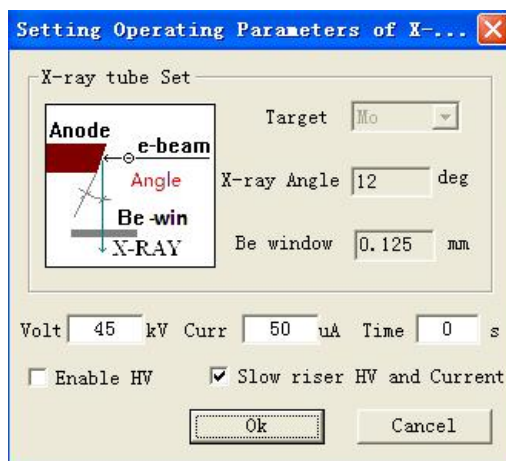 Setting Operating Parameters of X-...
X-ray tube Set
Anode
e-beam
Angle
Be-win
X-RAY
Target Mo
X-ray Angle 12 deg
Be window 0.125 mm
Volt 45 kV Curr 50 uA Time 0 s
Enable HV Slow riser HV and Current
Ok Cancel